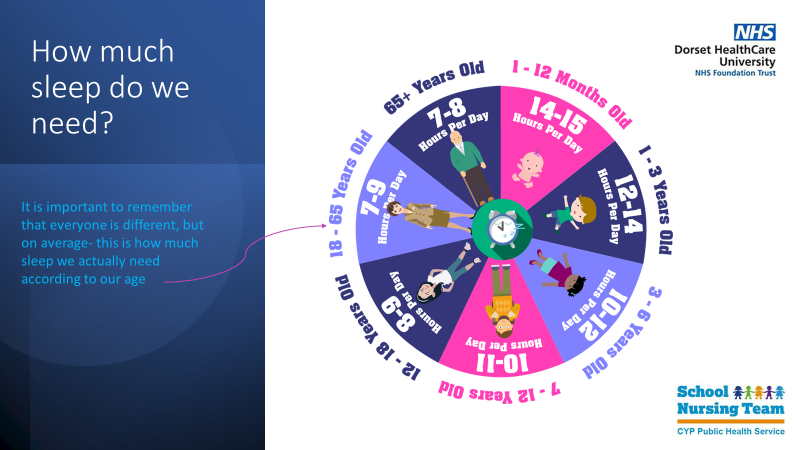 How much
sleep do we
need?
It is important to remember
that everyone is different, but
on average- this is how much
sleep we actually need
according to our age
1 - 12 Months Old
14-15
Hours Per Day
1 - 3 Years Old
12-14
Hours Per Day
3 - 6 Years Old
10-12
Hours Per Day
7 - 12 Years Old
10-11
Hours Per Day
12 - 18 Years Old
8-9
Hours Per Day
18 - 65 Years Old
7-9
Hours Per Day
65+ Years Old
7-8
Hours Per Day
NHS
Dorset HealthCare
University
NHS Foundation Trust
School
Nursing Team
CYP Public Health Service